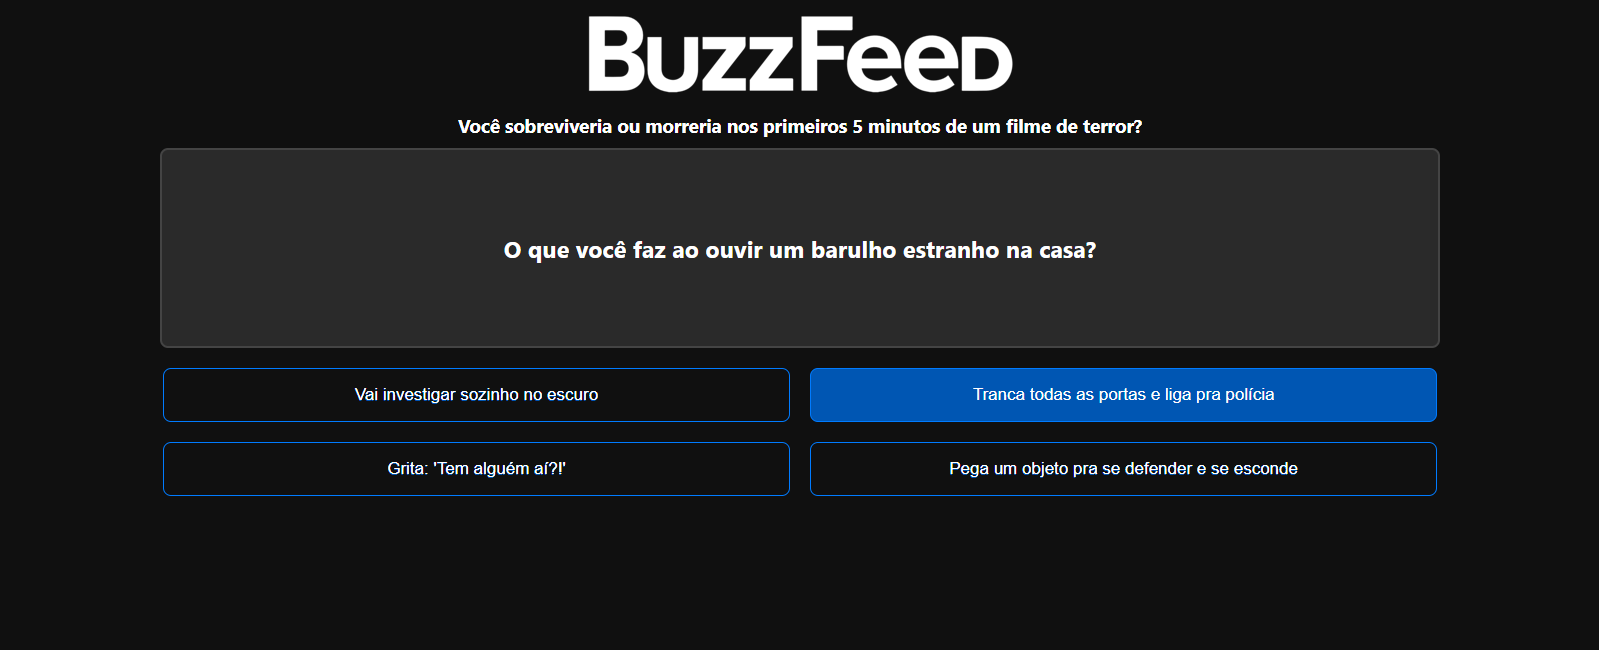 BuzzFeed
Você sobreviveria ou morreria nos primeiros 5 minutos de um filme de terror?
O que você faz ao ouvir um barulho estranho na casa?
Vai investigar sozinho no escuro
Tranca todas as portas e liga pra polícia
Grita: 'Tem alguém aí?!'
Pega um objeto pra se defender e se esconde